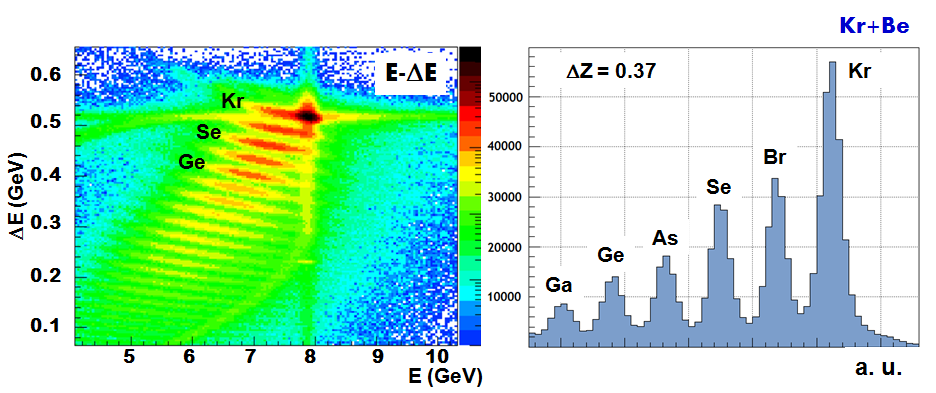 Kr+Be
E-ΔE
0.6
0.5
0.4
0.3
0.2
0.1
ΔE (GeV)
Kr
Se
Ge
5
6
7
8
9
10
E (GeV)
ΔZ = 0.37
50000
40000
30000
20000
10000
Ga
Ge
As
Se
Br
Kr
a. u.